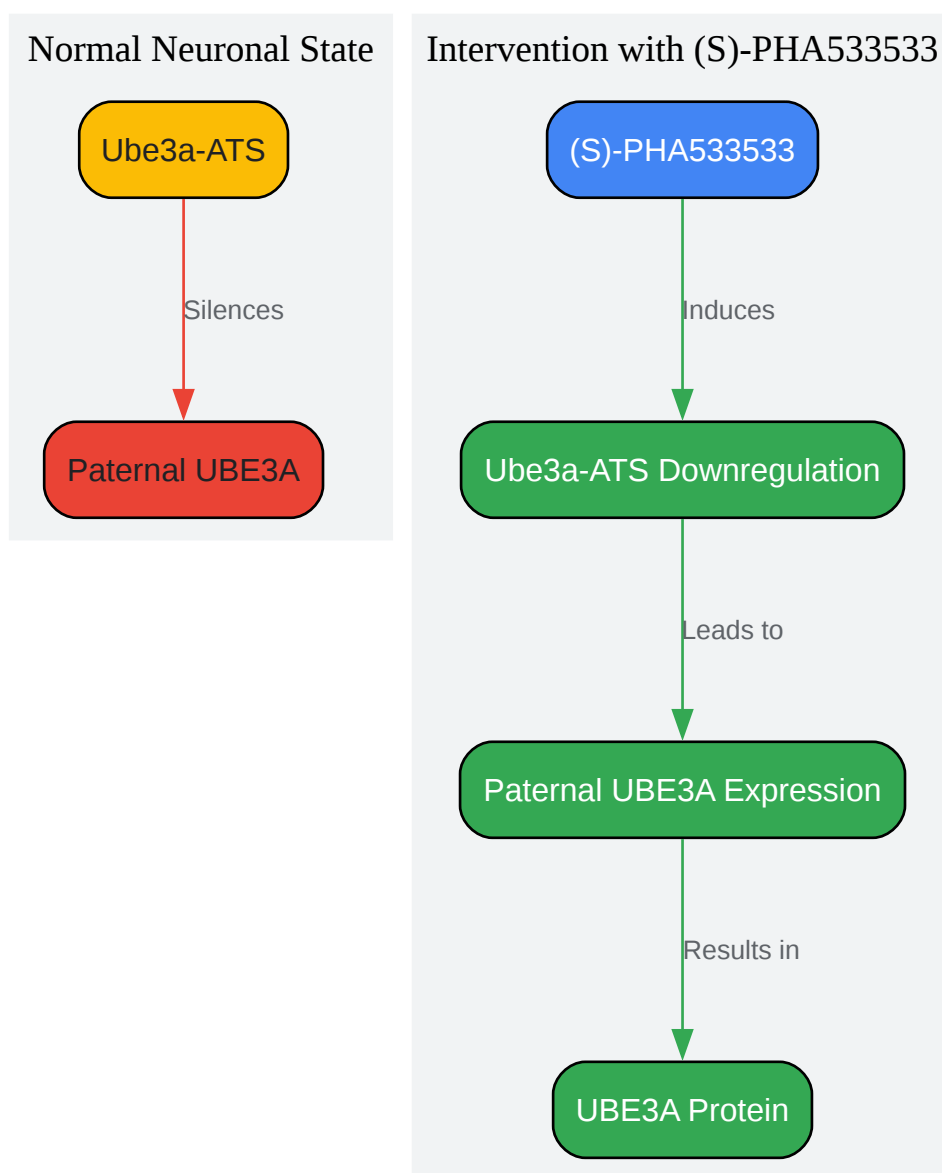 Normal Neuronal State
Ube3a-ATS
Silences
Paternal UBE3A
Intervention with (S)-PHA533533
(S)-PHA533533
Induces
Ube3a-ATS Downregulation
Leads to
Paternal UBE3A Expression
Results in
UBE3A Protein